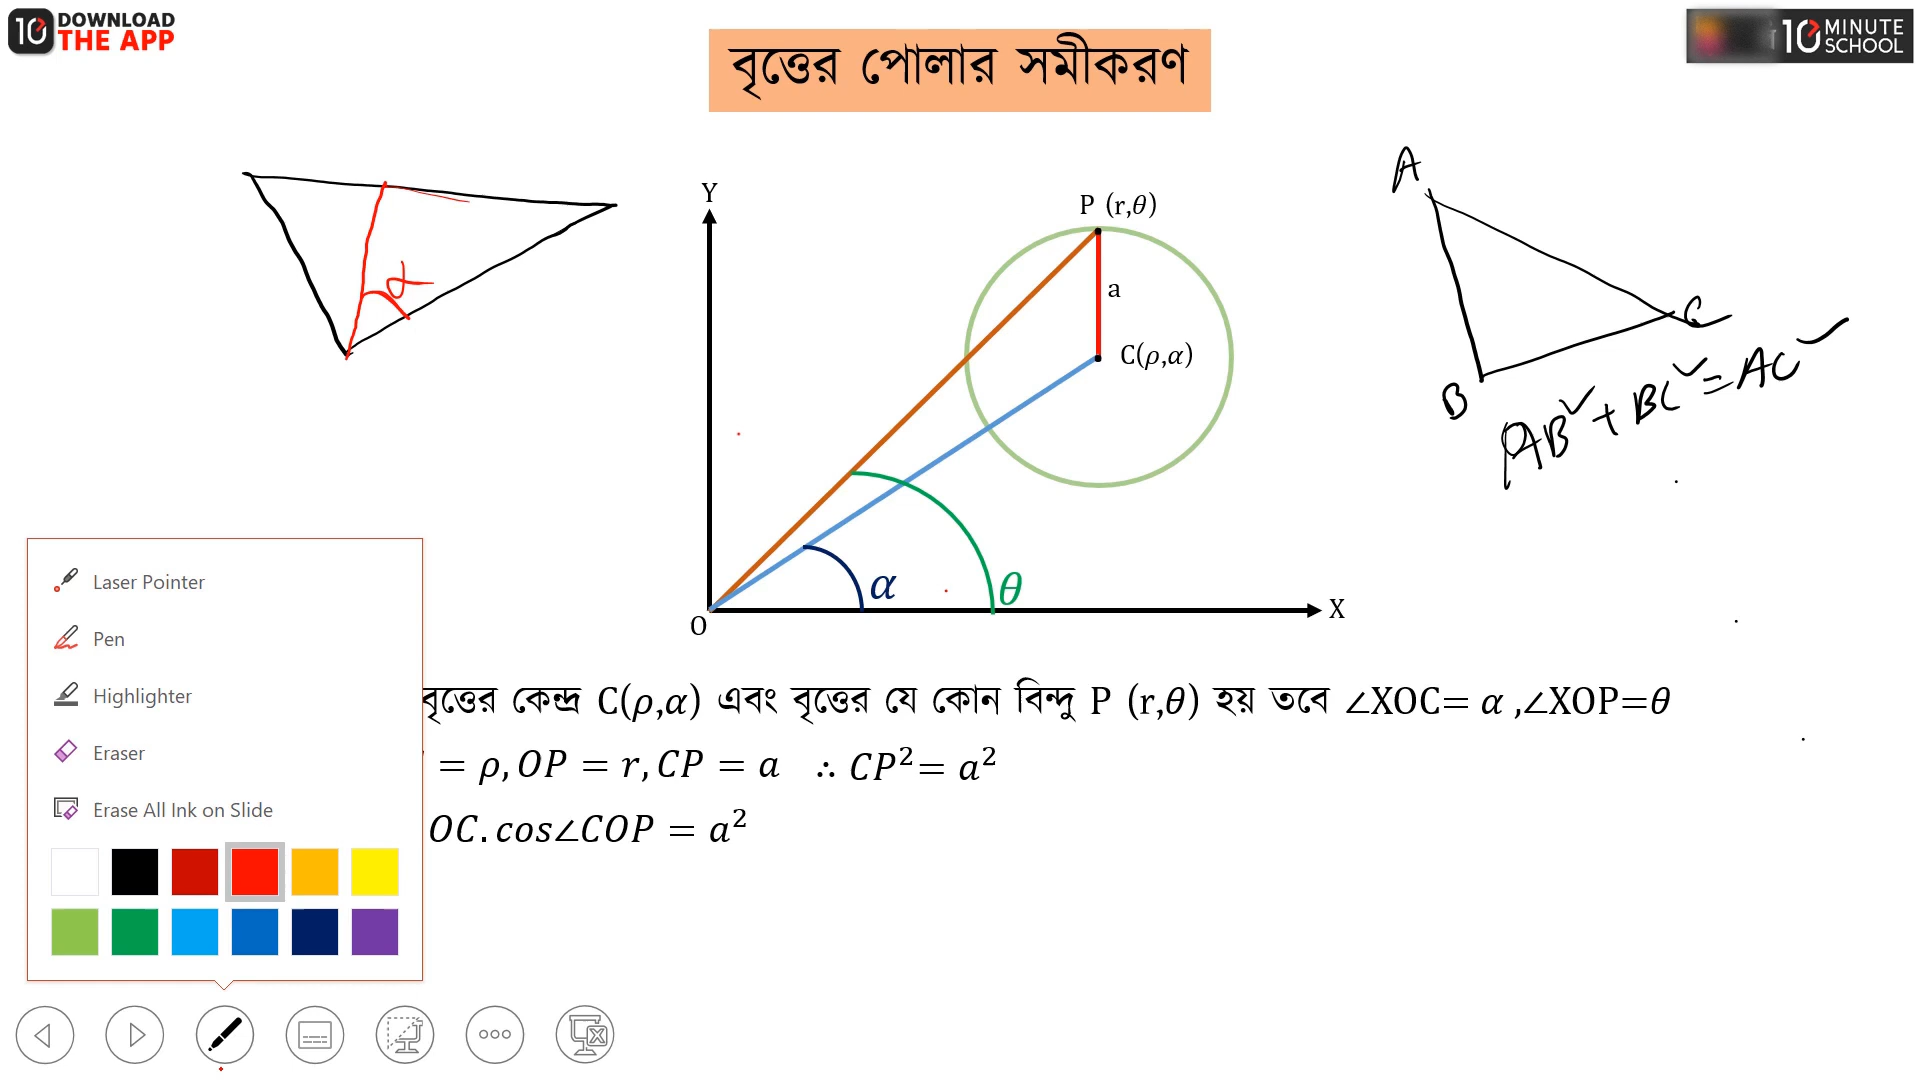 10 DOWNLOAD
THE APP
10 MINUTE
SCHOOL
বৃত্তের পোলার সমীকরণ
α
Y
P (r,θ)
a
C(ρ,α)
α
θ
O
X
A
B
C
AB² + BC² = AC²
Laser Pointer
Pen
Highlighter
Eraser
Erase All Ink on Slide
বৃত্তের কেন্দ্র C(ρ,α) এবং বৃত্তের যে কোন বিন্দু P (r,θ) হয় তবে ∠XOC= α ,∠XOP=θ
= ρ, OP = r, CP = a ∴ CP²= a²
OC. cos∠COP = a²